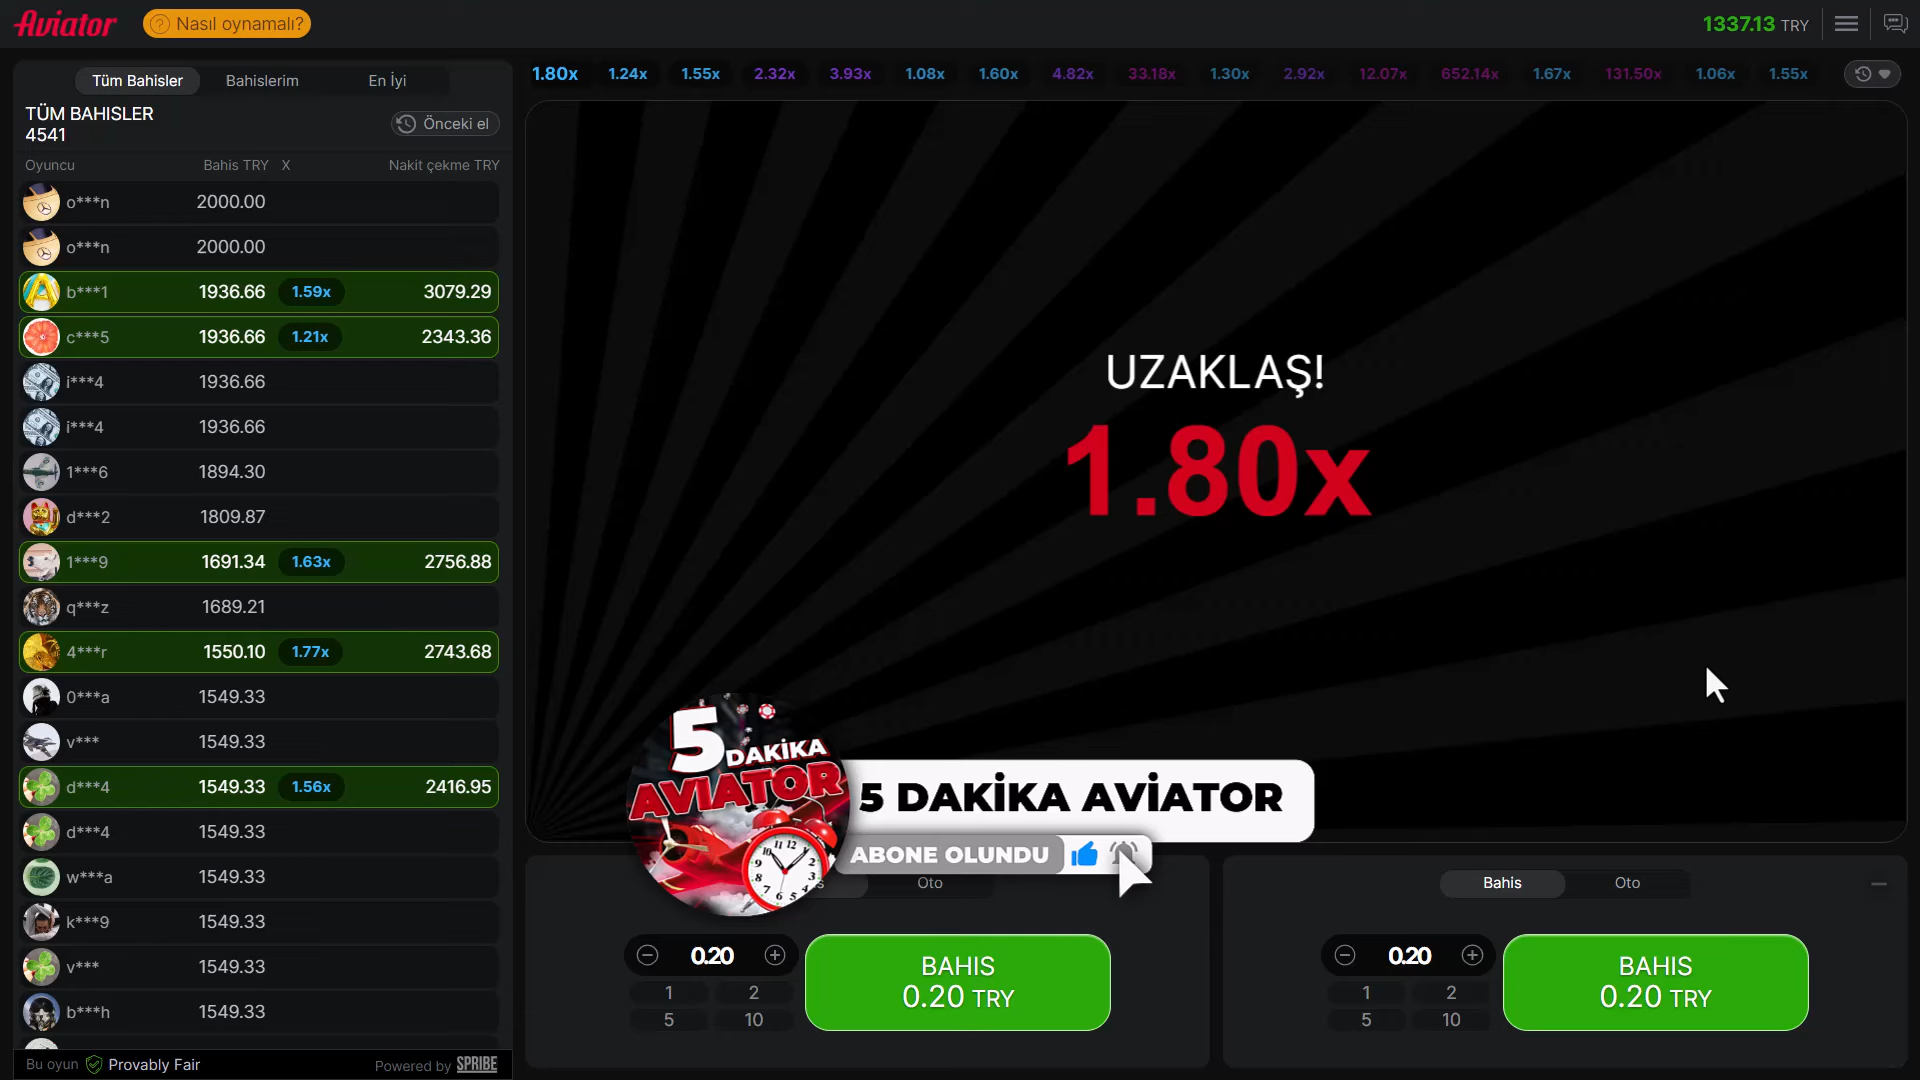 Aviator
Nasıl oynamalı?
1337.13 TRY
Tüm Bahisler
Bahislerim
En İyi
1.80x 1.24x 1.55x 2.32x 3.93x 1.08x 1.60x 4.82x 33.18x 1.30x 2.92x 12.07x 652.14x 1.67x 131.50x 1.06x 1.55x
TÜM BAHISLER
4541
Önceki el
Oyuncu Bahis TRY X Nakit çekme TRY
o***n 2000.00
o***n 2000.00
b***1 1936.66 1.59x 3079.29
c***5 1936.66 1.21x 2343.36
i***4 1936.66
i***4 1936.66
1***6 1894.30
d***2 1809.87
1***9 1691.34 1.63x 2756.88
q***z 1689.21
4***r 1550.10 1.77x 2743.68
0***a 1549.33
v*** 1549.33
d***4 1549.33 1.56x 2416.95
d***4 1549.33
w***a 1549.33
k***9 1549.33
v*** 1549.33
b***h 1549.33
Bu oyun Provably Fair
Powered by SPRIBE
UZAKLAŞ!
1.80x
5 DAKİKA
AVIATOR
5 DAKİKA AVİATOR
ABONE OLUNDU
Oto
0.20
1 2
5 10
BAHIS
0.20 TRY
Bahis
Oto
0.20
1 2
5 10
BAHIS
0.20 TRY